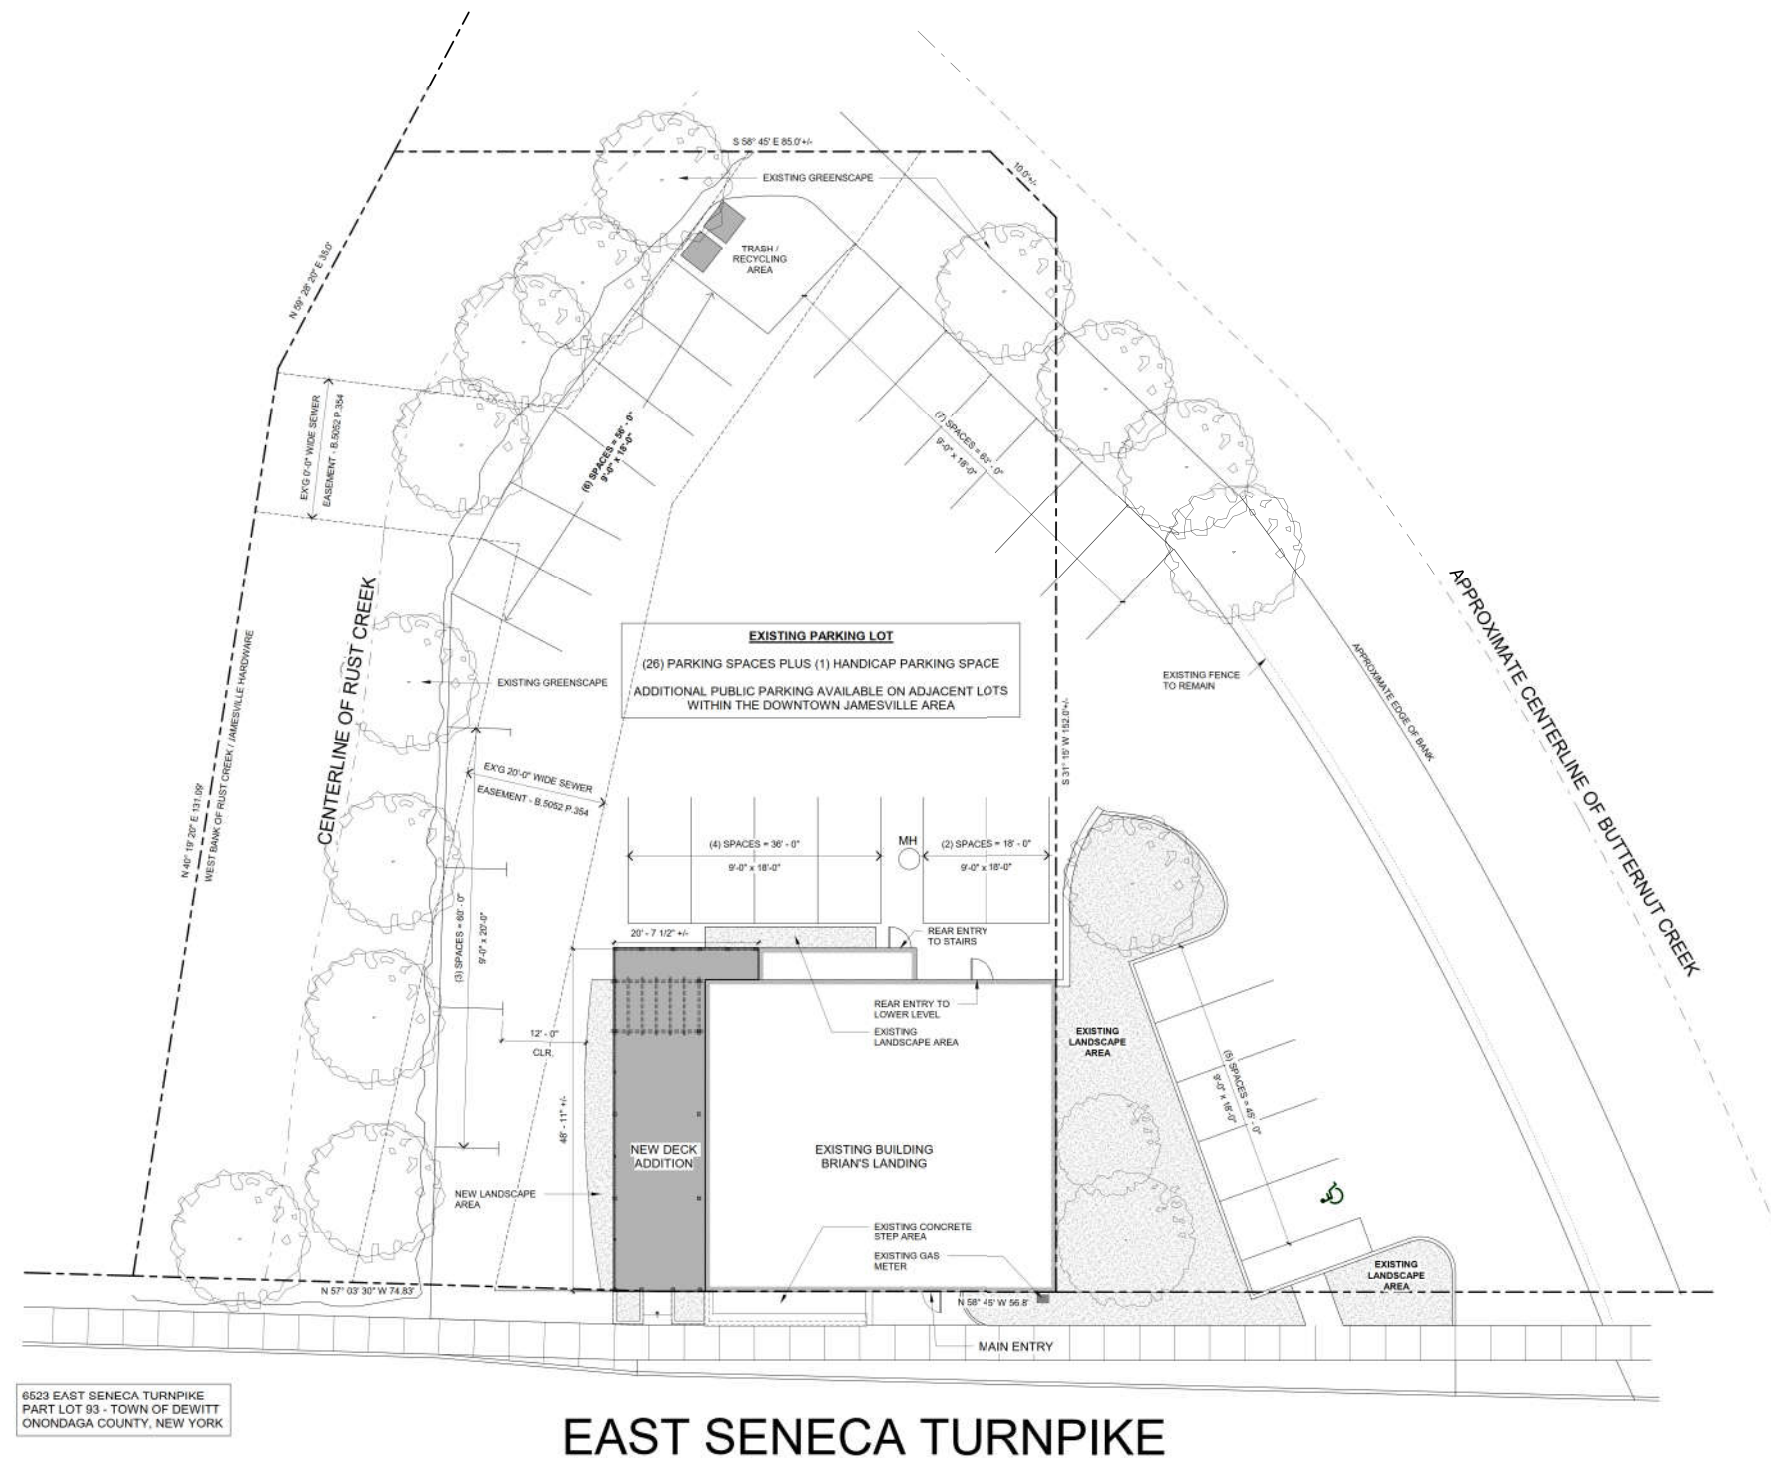 S 58° 45' E 85.0'+/-
10.0'+/-
EXISTING GREENSCAPE
TRASH /
RECYCLING
AREA
N 59° 28' 20" E 35.0'
EX'G 0'-0" WIDE SEWER
EASEMENT - B.5052 P.354
(6) SPACES = 56' - 0"
9'-0" x 18'-0"
(7) SPACES = 63' - 0"
9'-0" x 18'-0"
CENTERLINE OF RUST CREEK
EXISTING PARKING LOT
(26) PARKING SPACES PLUS (1) HANDICAP PARKING SPACE
ADDITIONAL PUBLIC PARKING AVAILABLE ON ADJACENT LOTS
WITHIN THE DOWNTOWN JAMESVILLE AREA
EXISTING GREENSCAPE
EXISTING FENCE
TO REMAIN
APPROXIMATE EDGE OF BANK
APPROXIMATE CENTERLINE OF BUTTERNUT CREEK
S 31° 15' W 152.0'+/-
N 40° 19' 20" E 131.09'
WEST BANK OF RUST CREEK / JAMESVILLE HARDWARE
EX'G 20'-0" WIDE SEWER
EASEMENT - B.5052 P.354
(4) SPACES = 36' - 0"
9'-0" x 18'-0"
MH
(2) SPACES = 18' - 0"
9'-0" x 18'-0"
(3) SPACES = 60' - 0"
9'-0" x 20'-0"
20' - 7 1/2" +/-
REAR ENTRY
TO STAIRS
REAR ENTRY TO
LOWER LEVEL
EXISTING
LANDSCAPE AREA
12' - 0"
CLR.
EXISTING
LANDSCAPE
AREA
(5) SPACES = 45' - 0"
9'-0" x 18'-0"
48' - 11" +/-
NEW DECK
ADDITION
EXISTING BUILDING
BRIAN'S LANDING
NEW LANDSCAPE
AREA
EXISTING CONCRETE
STEP AREA
EXISTING GAS
METER
EXISTING
LANDSCAPE
AREA
N 57° 03' 30" W 74.83'
N 58° 45' W 56.8'
MAIN ENTRY
6523 EAST SENECA TURNPIKE
PART LOT 93 - TOWN OF DEWITT
ONONDAGA COUNTY, NEW YORK
EAST SENECA TURNPIKE